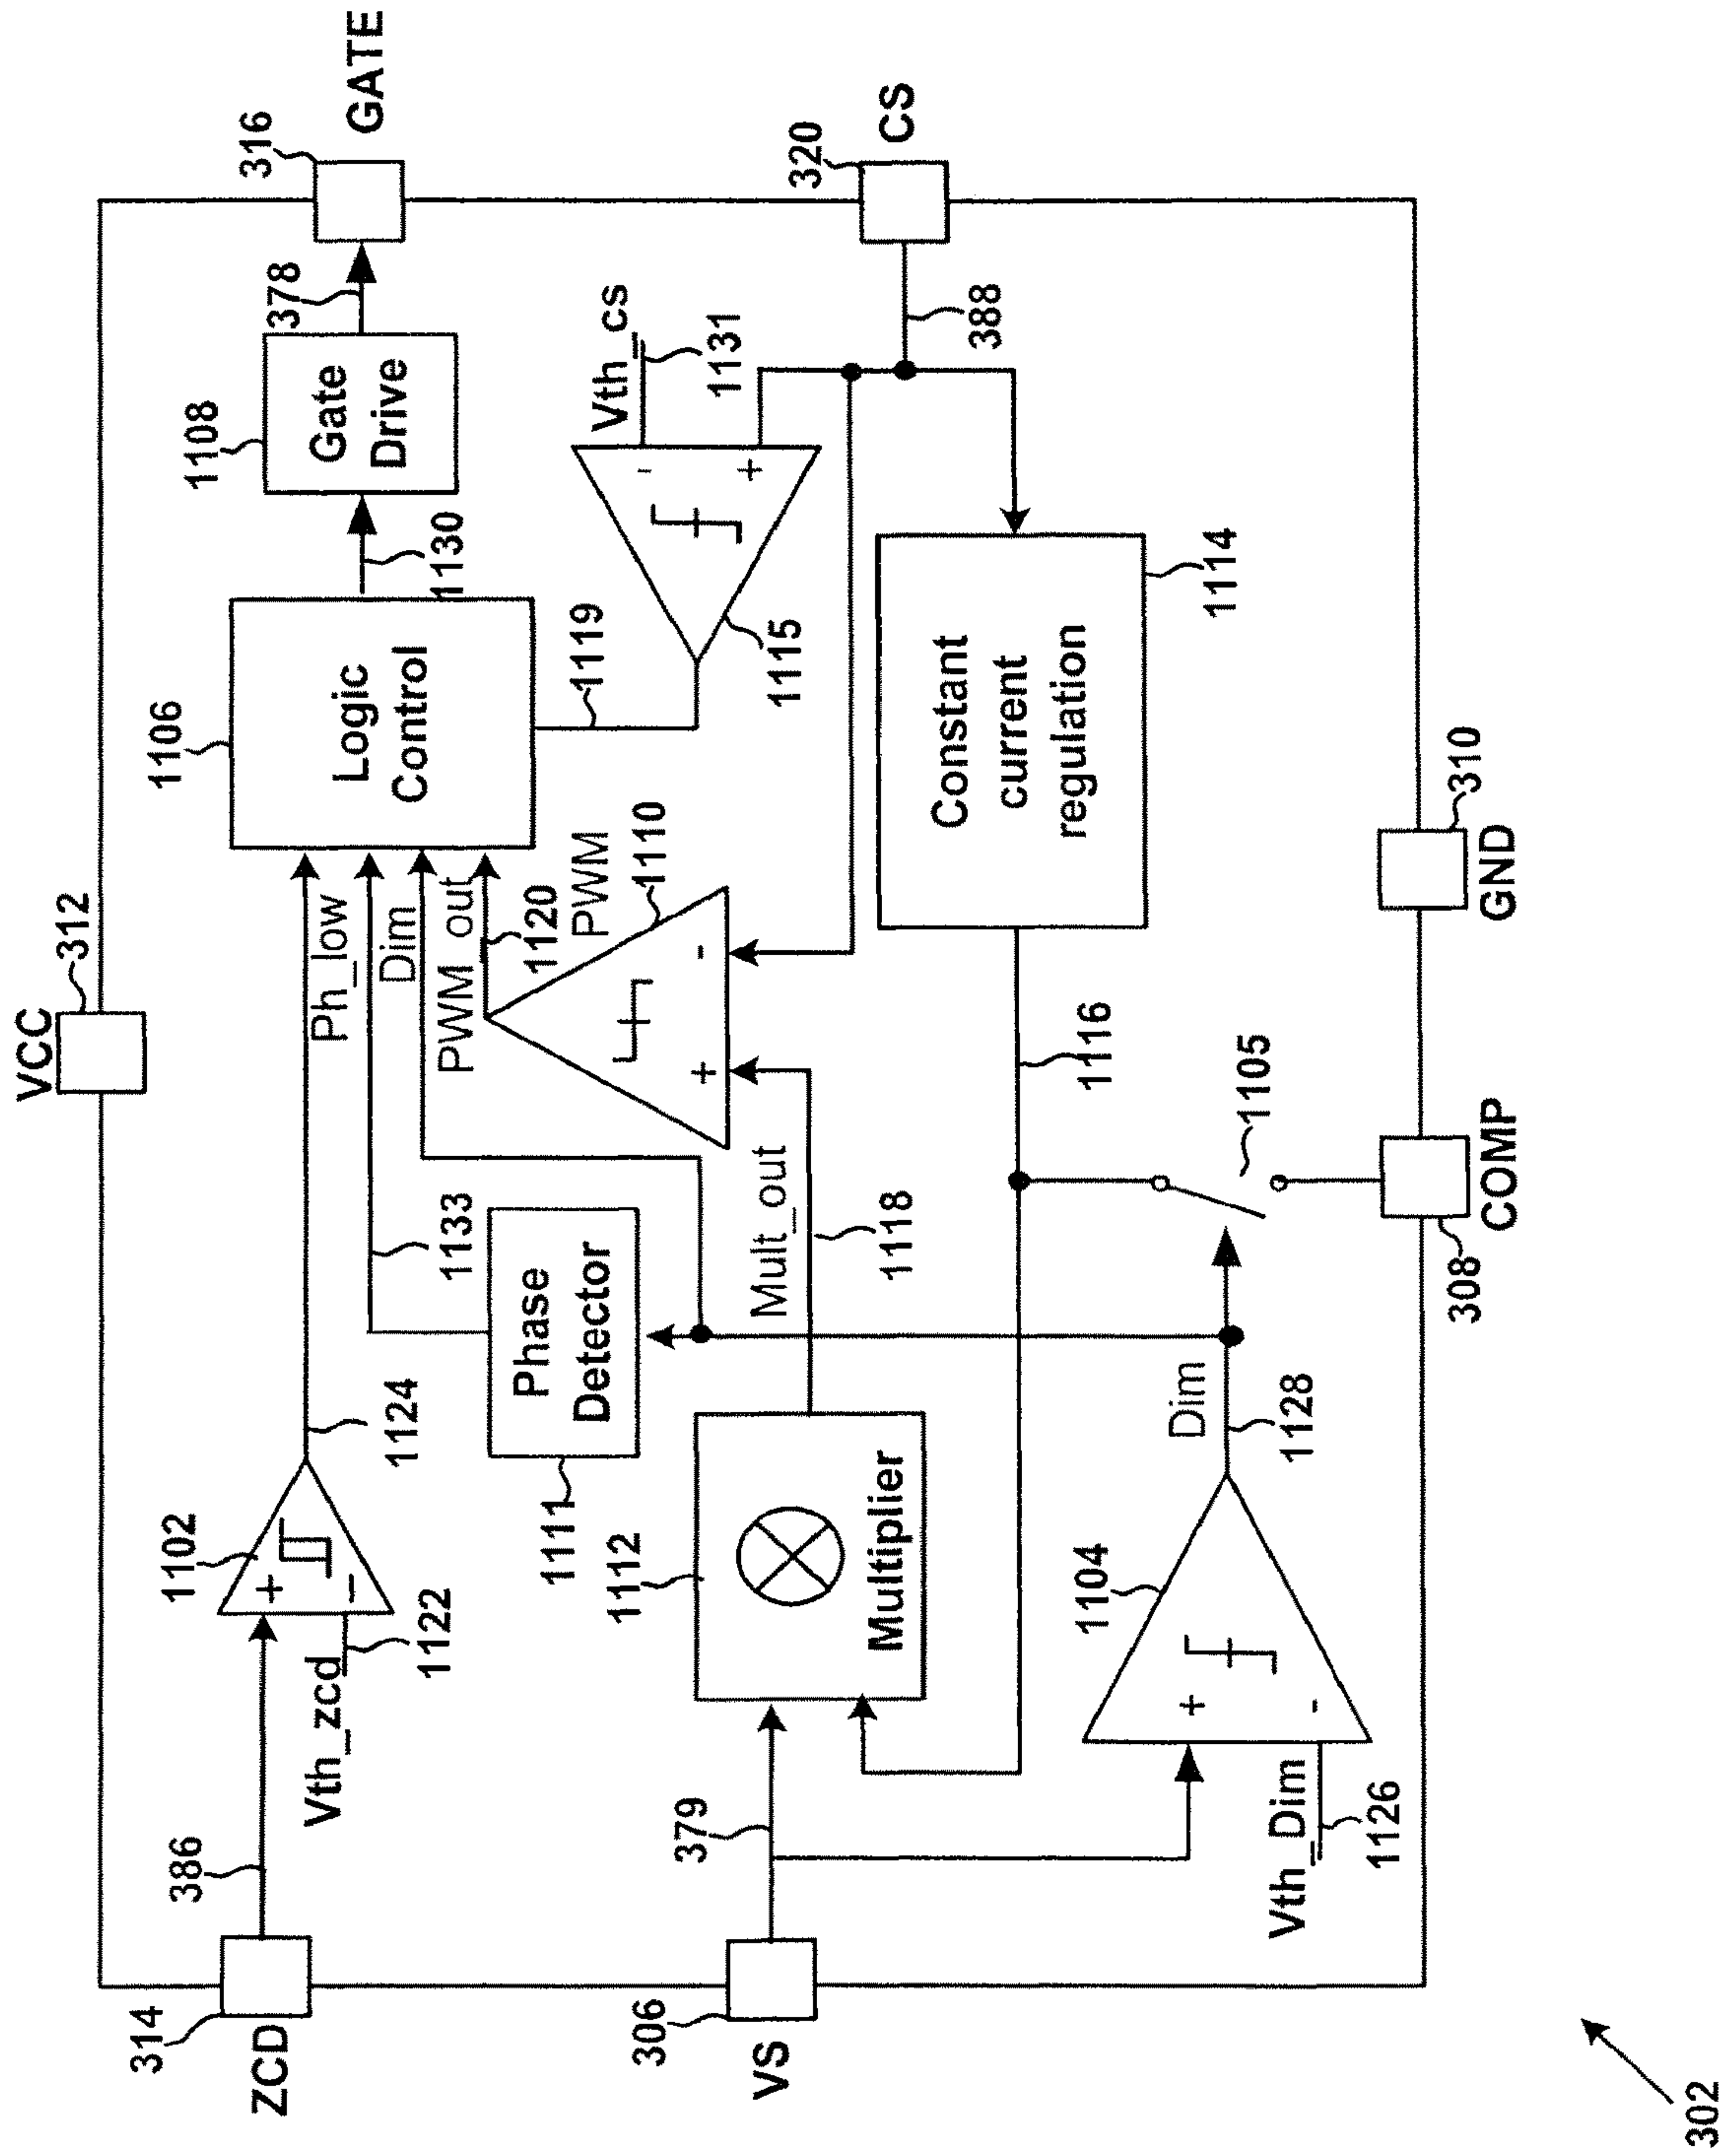 VCC
312
314
ZCD
386
Vth_zcd
1122
1102
+
-
1124
1106
Logic
Control
1130
1108
Gate
Drive
378
316
GATE
Ph_low
Dim
PWM_out
1120
PWM
1110
+
-
1119
1115
-
+
Vth_cs
1131
320
CS
388
1133
Phase
Detector
1111
1112
Multiplier
Mult_out
1118
306
VS
379
Constant
current
regulation
1114
1116
1105
1104
+
-
Vth_Dim
1126
Dim
1128
308
COMP
310
GND
302